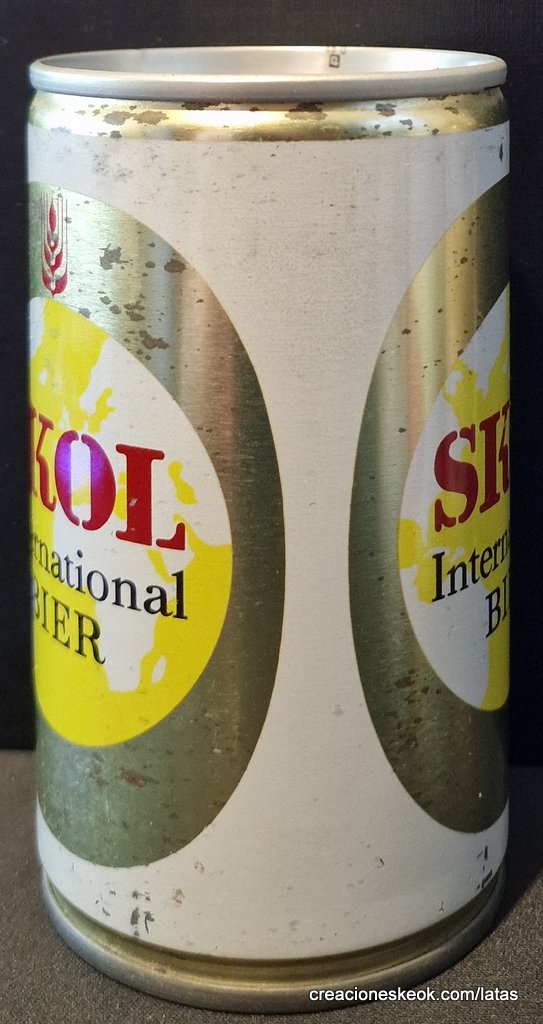 KOL
rnational
BIER
SK
Intern
BI
creacioneskeok.com/latas